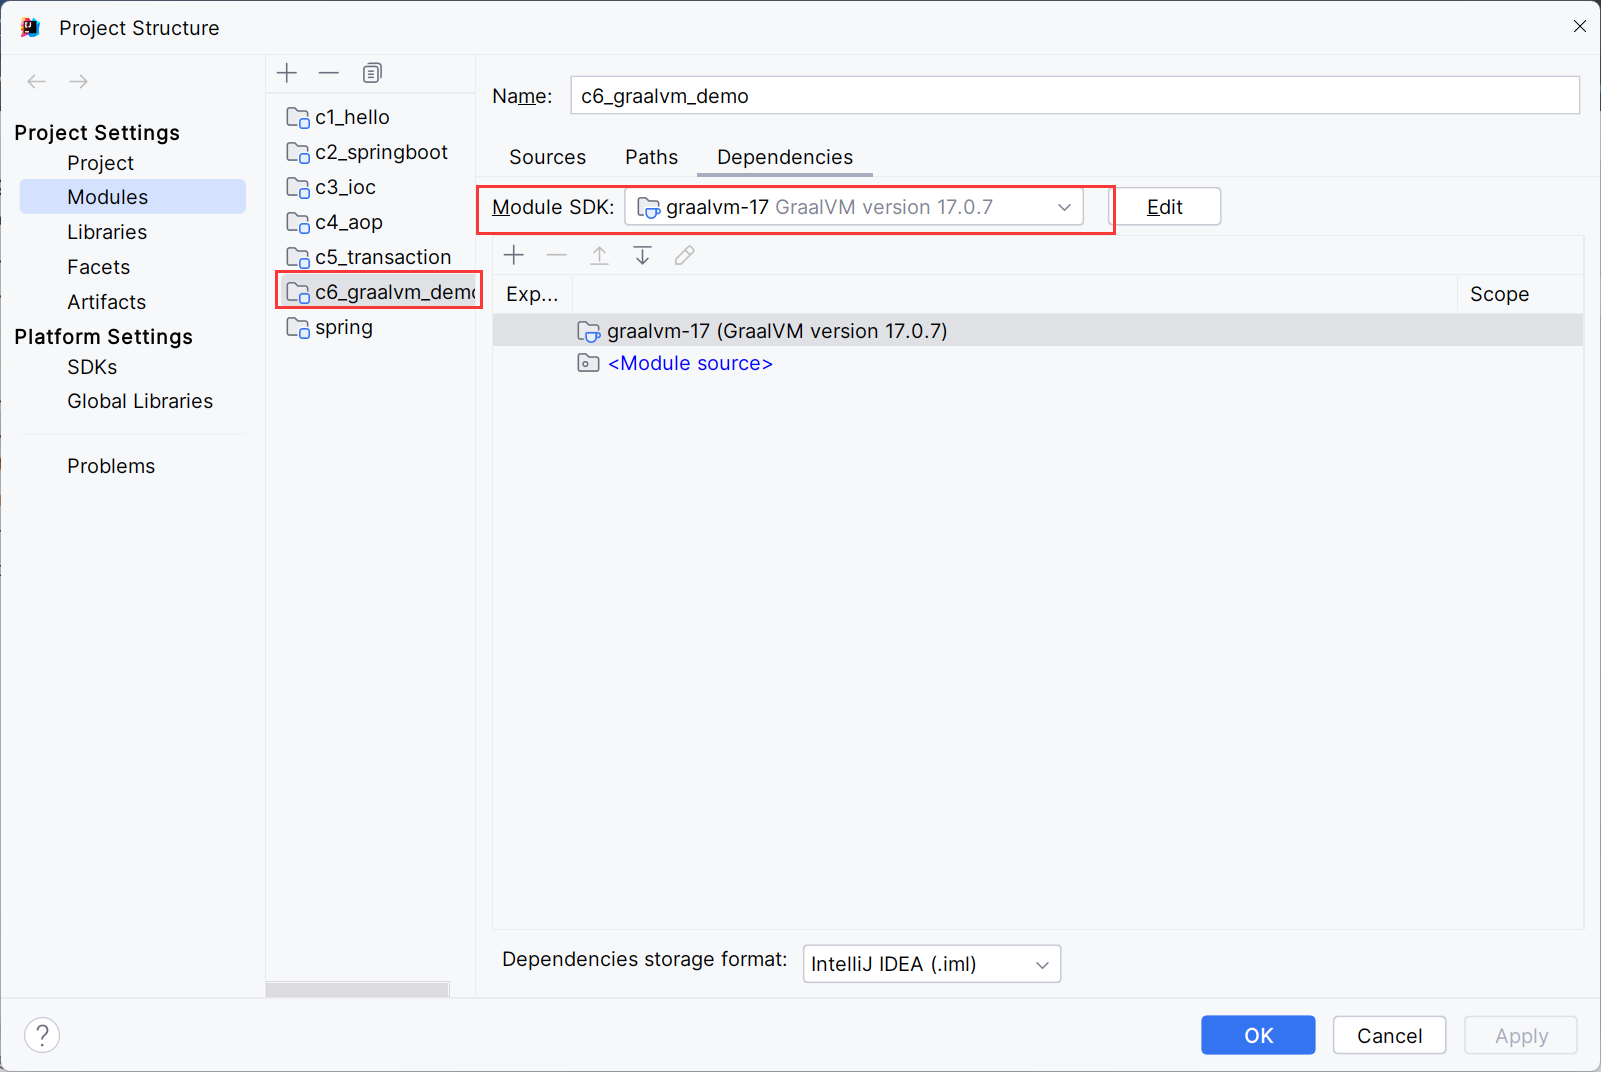 Project Structure
Project Settings
Project
Modules
Libraries
Facets
Artifacts
Platform Settings
SDKs
Global Libraries
Problems
c1_hello
c2_springboot
c3_ioc
c4_aop
c5_transaction
c6_graalvm_demo
spring
Name: c6_graalvm_demo
Sources Paths Dependencies
Module SDK: graalvm-17 GraalVM version 17.0.7 Edit
Exp... Scope
graalvm-17 (GraalVM version 17.0.7)
<Module source>
Dependencies storage format: IntelliJ IDEA (.iml)
? OK Cancel Apply